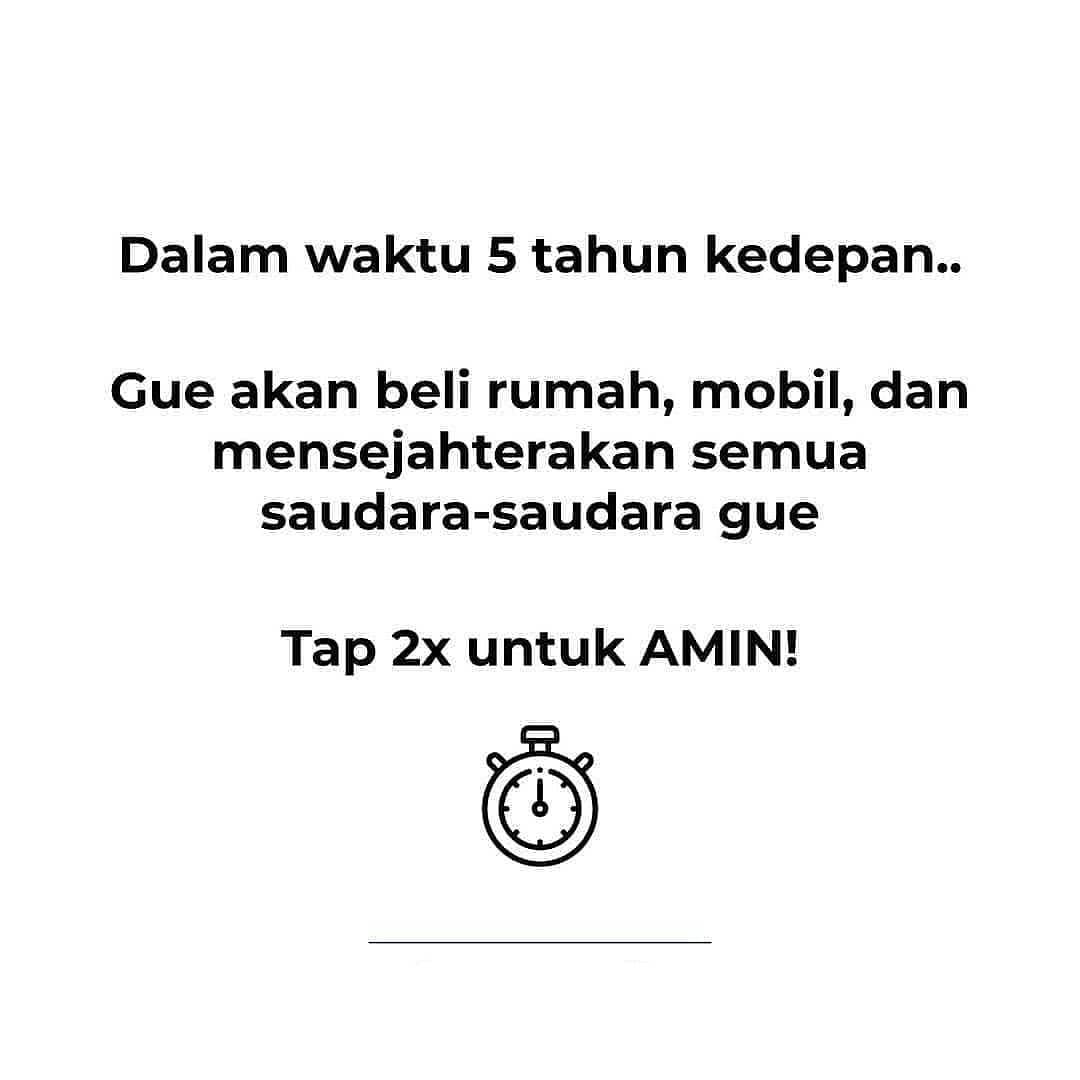 Dalam waktu 5 tahun kedepan..
Gue akan beli rumah, mobil, dan
mensejahterakan semua
saudara-saudara gue
Tap 2x untuk AMIN!